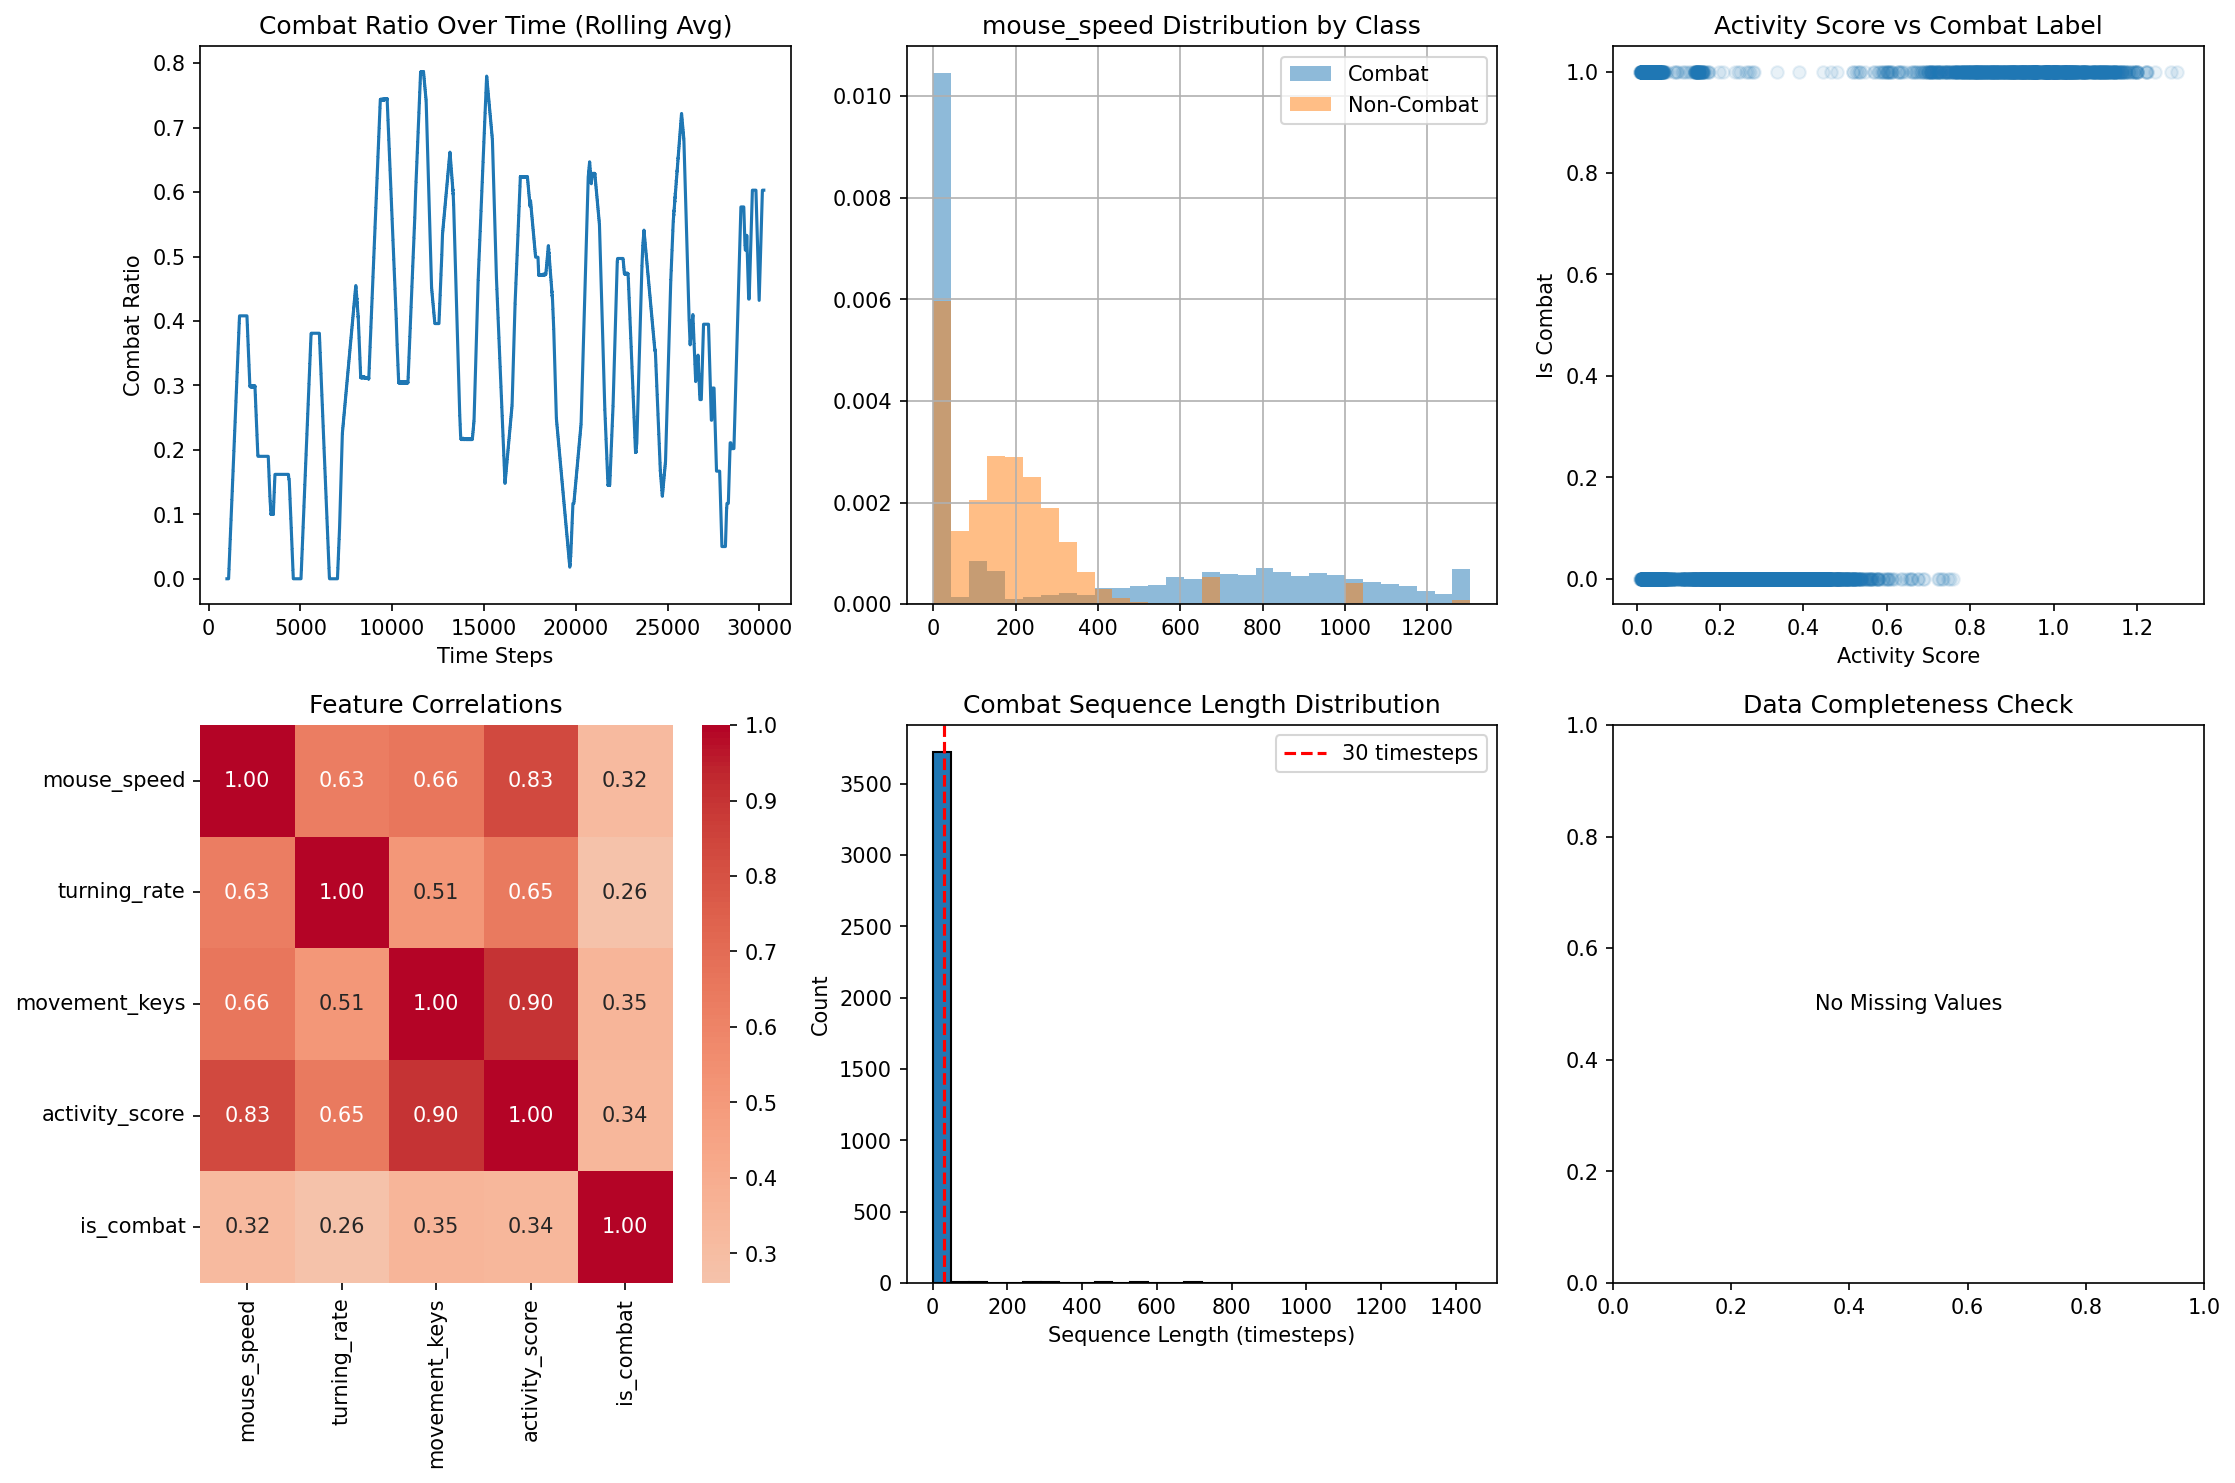 Combat Ratio Over Time (Rolling Avg)
Combat Ratio
0.8
0.7
0.6
0.5
0.4
0.3
0.2
0.1
0.0
0 5000 10000 15000 20000 25000 30000
Time Steps
mouse_speed Distribution by Class
Combat
Non-Combat
0.010
0.008
0.006
0.004
0.002
0.000
0 200 400 600 800 1000 1200
Activity Score vs Combat Label
Is Combat
1.0
0.8
0.6
0.4
0.2
0.0
0.0 0.2 0.4 0.6 0.8 1.0 1.2
Activity Score
Feature Correlations
mouse_speed 1.00 0.63 0.66 0.83 0.32
turning_rate 0.63 1.00 0.51 0.65 0.26
movement_keys 0.66 0.51 1.00 0.90 0.35
activity_score 0.83 0.65 0.90 1.00 0.34
is_combat 0.32 0.26 0.35 0.34 1.00
mouse_speed
turning_rate
movement_keys
activity_score
is_combat
1.0
0.9
0.8
0.7
0.6
0.5
0.4
0.3
Combat Sequence Length Distribution
30 timesteps
Count
3500
3000
2500
2000
1500
1000
500
0
0 200 400 600 800 1000 1200 1400
Sequence Length (timesteps)
Data Completeness Check
1.0
0.8
0.6
0.4
0.2
0.0
No Missing Values
0.0 0.2 0.4 0.6 0.8 1.0